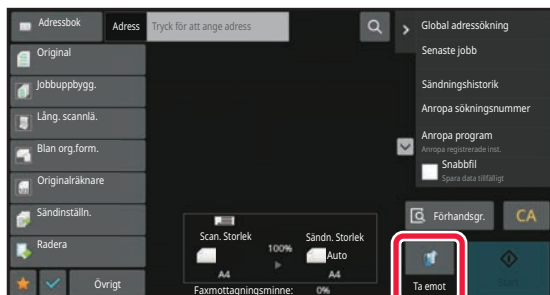 Adressbok
Adress
Tryck för att ange adress
Original
Jobbuppbygg.
Lång. scannlä.
Blan org.form.
Originalräknare
Sändinställn.
Radera
Övrigt
Scan. Storlek
100%
Sändn. Storlek
Auto
A4
A4
Faxmottagningsminne: 0%
Global adressökning
Senaste jobb
Sändningshistorik
Anropa sökningsnummer
Anropa program
Anropa registrerade inst.
Snabbfil
Spara data tillfälligt
Förhandsgr.
CA
Ta emot
Start